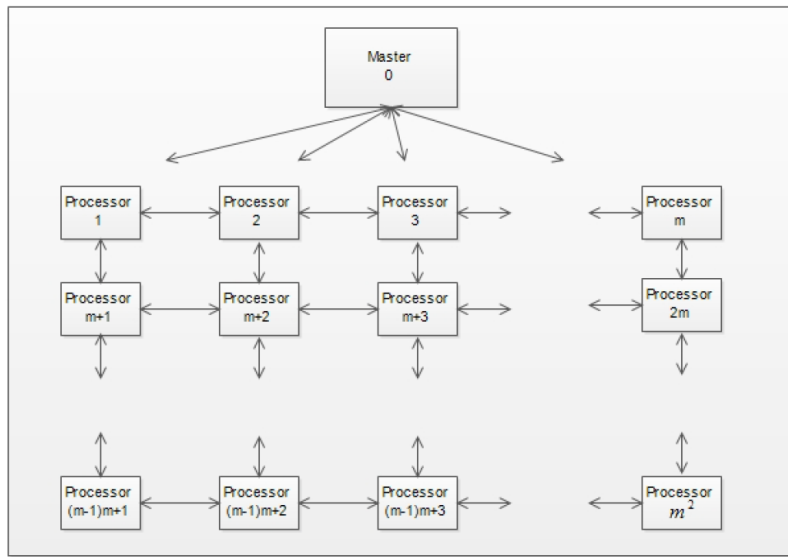 Master
0
Processor
1
Processor
2
Processor
3
Processor
m
Processor
m+1
Processor
m+2
Processor
m+3
Processor
2m
Processor
(m-1)m+1
Processor
(m-1)m+2
Processor
(m-1)m+3
Processor
m²